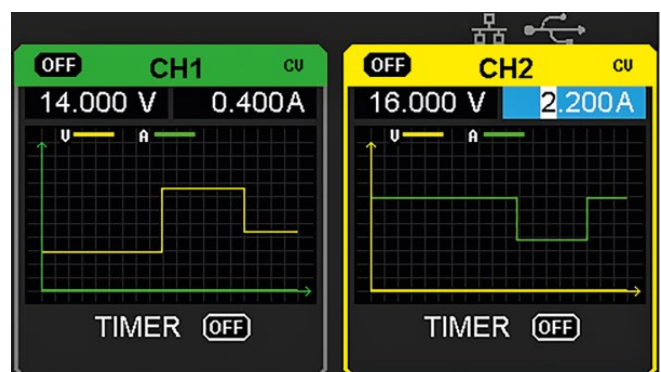 OFF CH1 CV
14.000 V 0.400A
V A
TIMER OFF
OFF CH2 CV
16.000 V 2.200A
V A
TIMER OFF